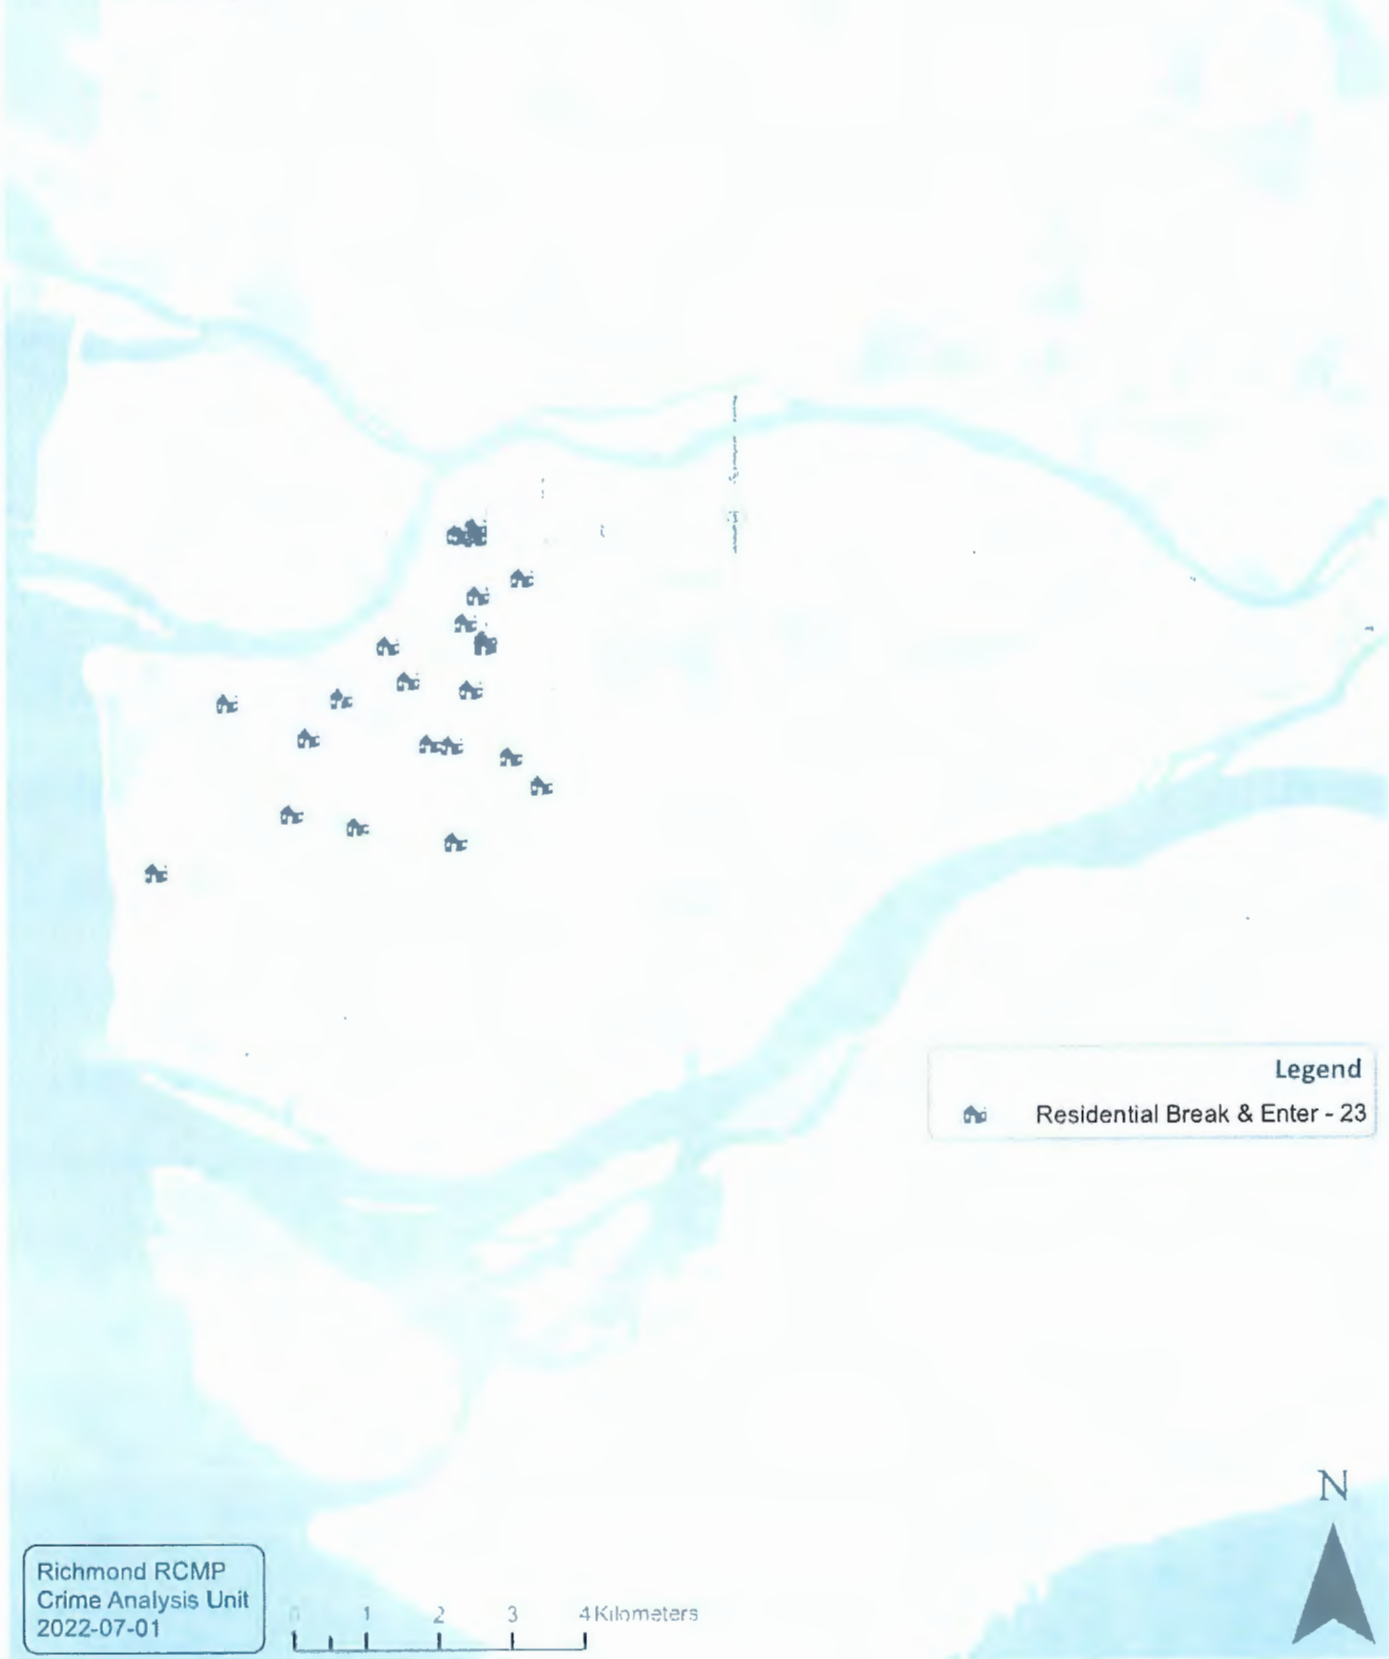 Legend
Residential Break & Enter - 23
N
Richmond RCMP
Crime Analysis Unit
2022-07-01
0 1 2 3 4 Kilometers